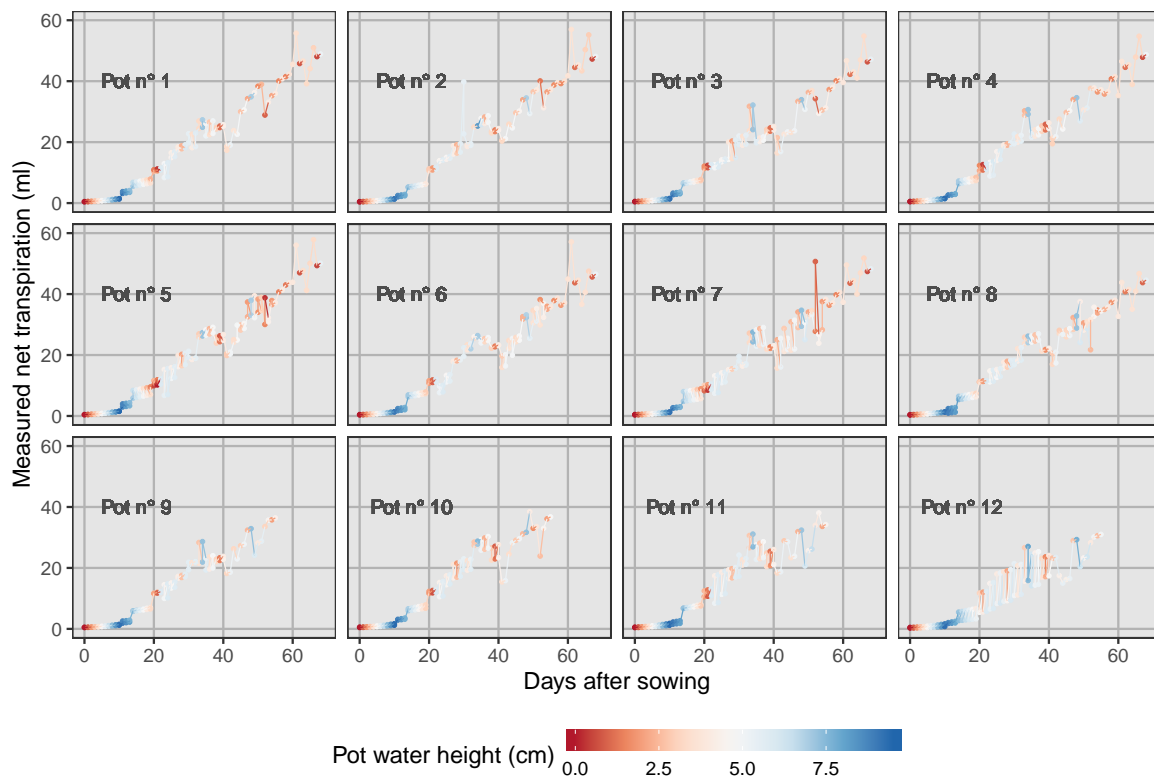 60
40
20
0
Pot n° 1
Pot n° 2
Pot n° 3
Pot n° 4
60
40
20
0
Pot n° 5
Pot n° 6
Pot n° 7
Pot n° 8
60
40
20
0
Pot n° 9
Pot n° 10
Pot n° 11
Pot n° 12
Measured net transpiration (ml)
0 20 40 60 0 20 40 60 0 20 40 60 0 20 40 60
Days after sowing
Pot water height (cm)
0.0 2.5 5.0 7.5